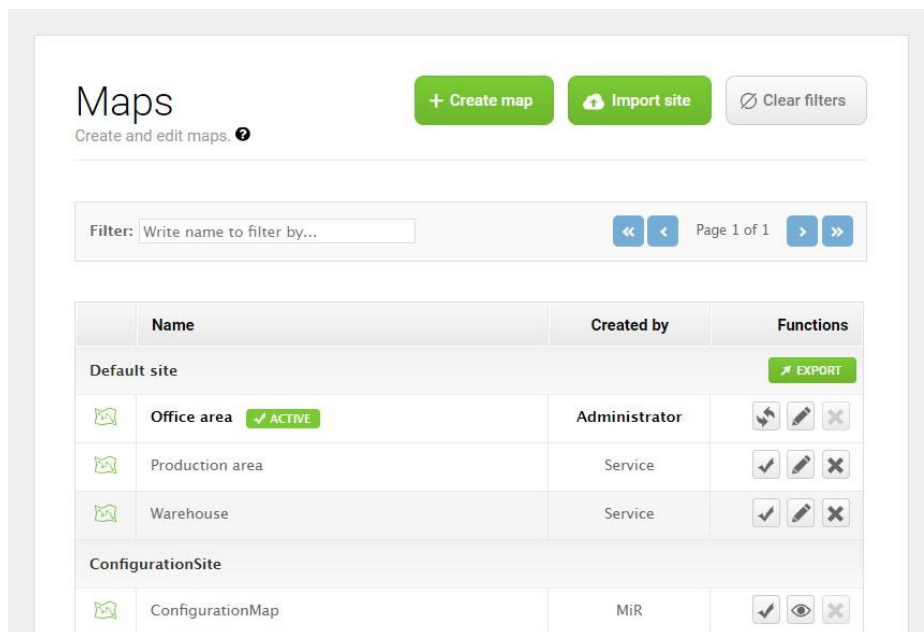 Maps
+ Create map
Import site
Clear filters
Create and edit maps. ?
Filter: Write name to filter by...
« ‹ Page 1 of 1 › »
Name Created by Functions
Default site EXPORT
Office area ACTIVE Administrator
Production area Service
Warehouse Service
ConfigurationSite
ConfigurationMap MiR